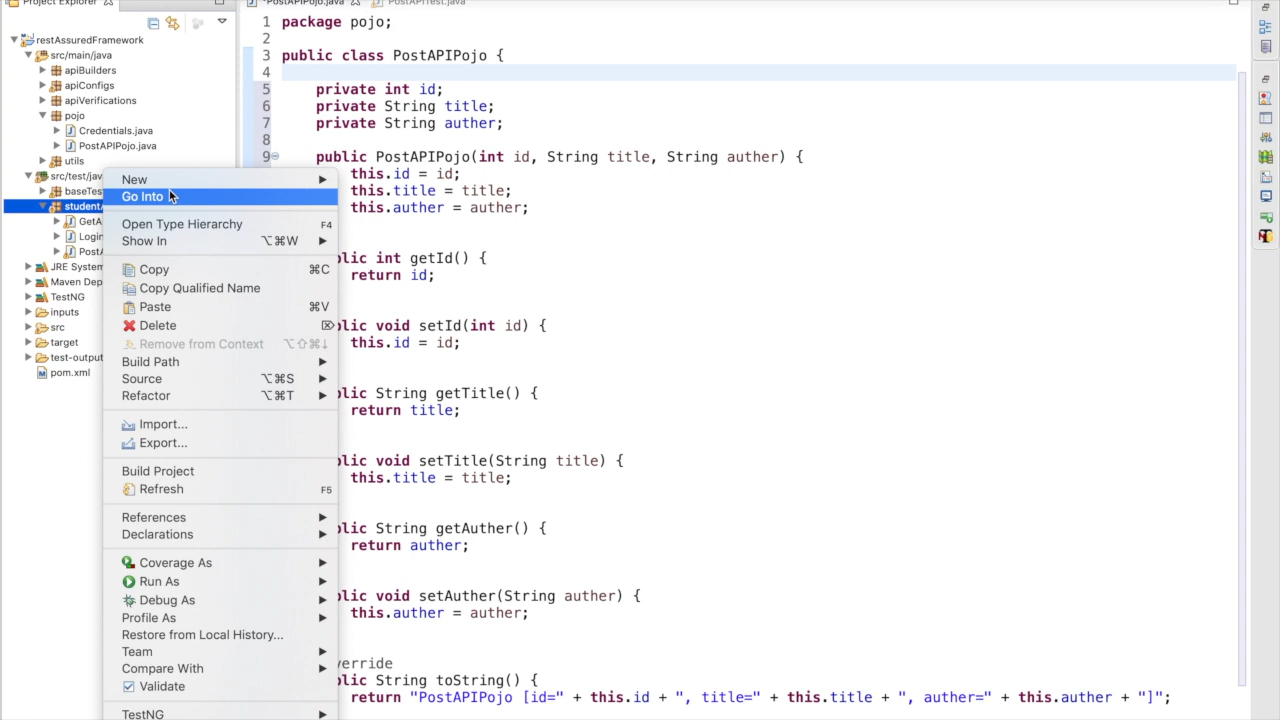 Project Explorer
*PostAPIPojo.java
PostAPITest.java
restAssuredFramework
src/main/java
apiBuilders
apiConfigs
apiVerifications
pojo
Credentials.java
PostAPIPojo.java
utils
src/test/jav
baseTes
student
GetA
Login
PostA
JRE System
Maven Dep
TestNG
inputs
src
target
test-output
pom.xml
New
Go Into
Open Type Hierarchy F4
Show In ⌥⌘W
Copy ⌘C
Copy Qualified Name
Paste ⌘V
Delete ⌦
Remove from Context ⌥⇧⌘↓
Build Path
Source ⌥⌘S
Refactor ⌥⌘T
Import...
Export...
Build Project
Refresh F5
References
Declarations
Coverage As
Run As
Debug As
Profile As
Restore from Local History...
Team
Compare With
Validate
TestNG
1 package pojo;
2
3 public class PostAPIPojo {
4
5 private int id;
6 private String title;
7 private String auther;
8
9 public PostAPIPojo(int id, String title, String auther) {
this.id = id;
this.title = title;
this.auther = auther;
blic int getId() {
return id;
blic void setId(int id) {
this.id = id;
blic String getTitle() {
return title;
blic void setTitle(String title) {
this.title = title;
blic String getAuther() {
return auther;
blic void setAuther(String auther) {
this.auther = auther;
verride
blic String toString() {
return "PostAPIPojo [id=" + this.id + ", title=" + this.title + ", auther=" + this.auther + "]";